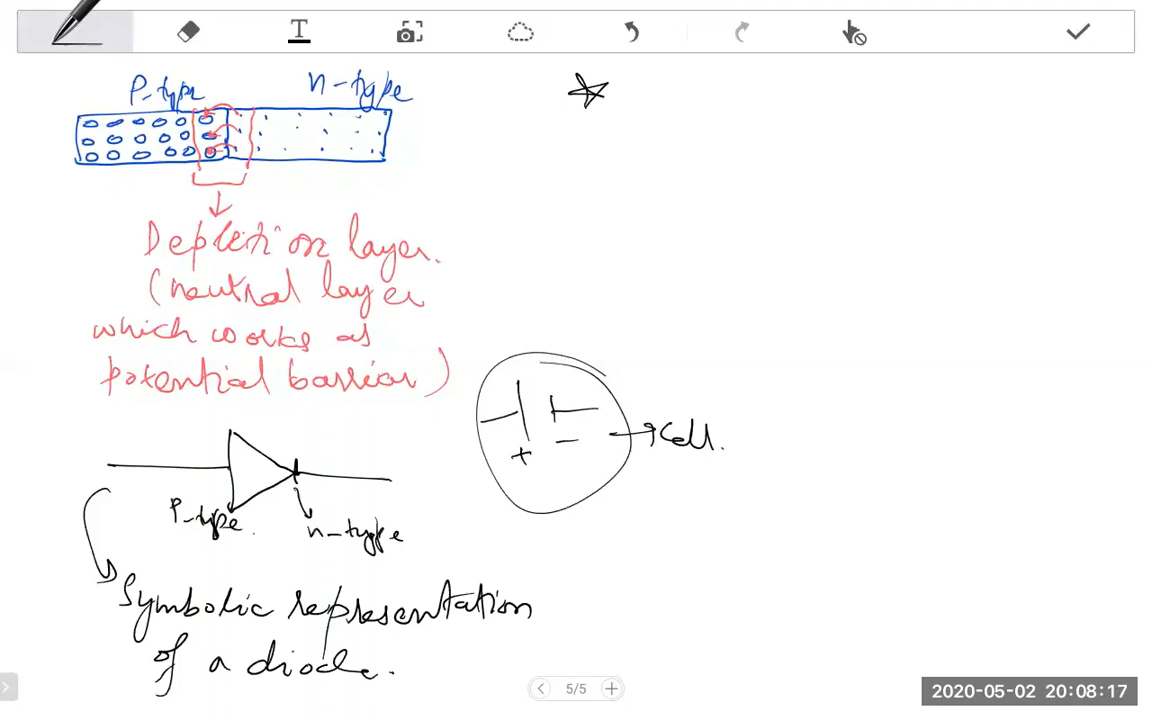 T
P-type
n-type
Depletion layer.
(neutral layer
which works as
potential barrier)
+
−
→ Cell.
P-type.
n-type
Symbolic representation
of a diode.
5/5
2020-05-02 20:08:17